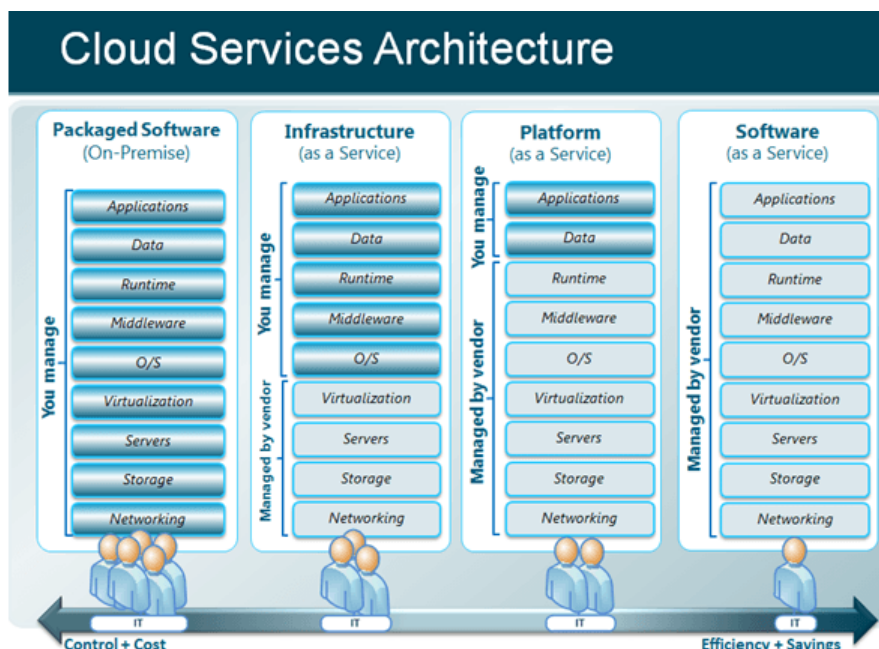 Cloud Services Architecture
Packaged Software
(On-Premise)
You manage
Applications
Data
Runtime
Middleware
O/S
Virtualization
Servers
Storage
Networking
IT
Infrastructure
(as a Service)
You manage
Applications
Data
Runtime
Middleware
O/S
Managed by vendor
Virtualization
Servers
Storage
Networking
IT
Platform
(as a Service)
You manage
Applications
Data
Managed by vendor
Runtime
Middleware
O/S
Virtualization
Servers
Storage
Networking
IT
Software
(as a Service)
Managed by vendor
Applications
Data
Runtime
Middleware
O/S
Virtualization
Servers
Storage
Networking
IT
Control + Cost
Efficiency + Savings